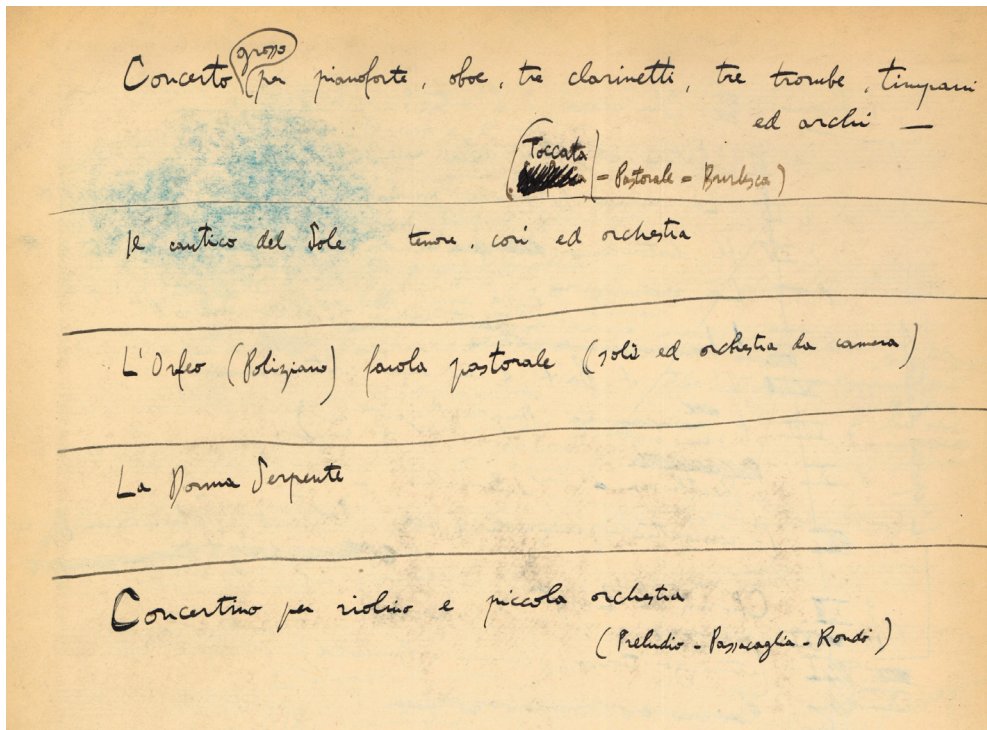 Concerto grosso per pianoforte, oboe, tre clarinetti, tre trombe, timpani
ed archi —
(Toccata
= Pastorale = Burlesca)
Il cantico del Sole tenore, cori ed orchestra
L'Orfeo (Poliziano) favola pastorale (soli ed orchestra da camera)
La Donna Serpente
Concertino per violino e piccola orchestra
(Preludio - Passacaglia - Rondò)